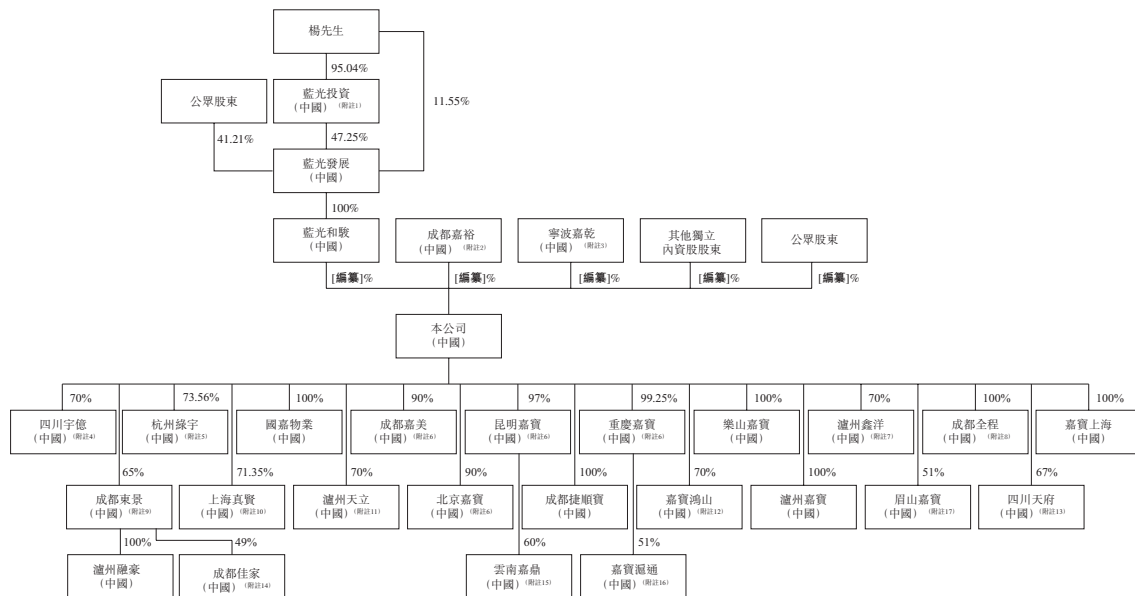 楊先生
95.04%
公眾股東
藍光投資
(中國) (附註1)
11.55%
41.21%
47.25%
藍光發展
(中國)
100%
藍光和駿
(中國)
成都嘉裕
(中國) (附註2)
寧波嘉乾
(中國) (附註3)
其他獨立
內資股股東
公眾股東
[編纂]%
[編纂]%
[編纂]%
[編纂]%
[編纂]%
本公司
(中國)
70%
73.56%
100%
90%
97%
99.25%
100%
70%
100%
100%
四川宇億
(中國) (附註4)
杭州綠宇
(中國) (附註5)
國嘉物業
(中國)
成都嘉美
(中國) (附註6)
昆明嘉寶
(中國) (附註6)
重慶嘉寶
(中國) (附註6)
樂山嘉寶
(中國)
瀘州鑫洋
(中國) (附註7)
成都全程
(中國) (附註8)
嘉寶上海
(中國)
65%
71.35%
70%
90%
100%
70%
100%
51%
67%
成都東景
(中國) (附註9)
上海真賢
(中國) (附註10)
瀘州天立
(中國) (附註11)
北京嘉寶
(中國) (附註6)
成都捷順寶
(中國)
嘉寶鴻山
(中國) (附註12)
瀘州嘉寶
(中國)
眉山嘉寶
(中國) (附註17)
四川天府
(中國) (附註13)
100%
49%
60%
51%
瀘州融豪
(中國)
成都佳家
(中國) (附註14)
雲南嘉鼎
(中國) (附註15)
嘉寶滬通
(中國) (附註16)